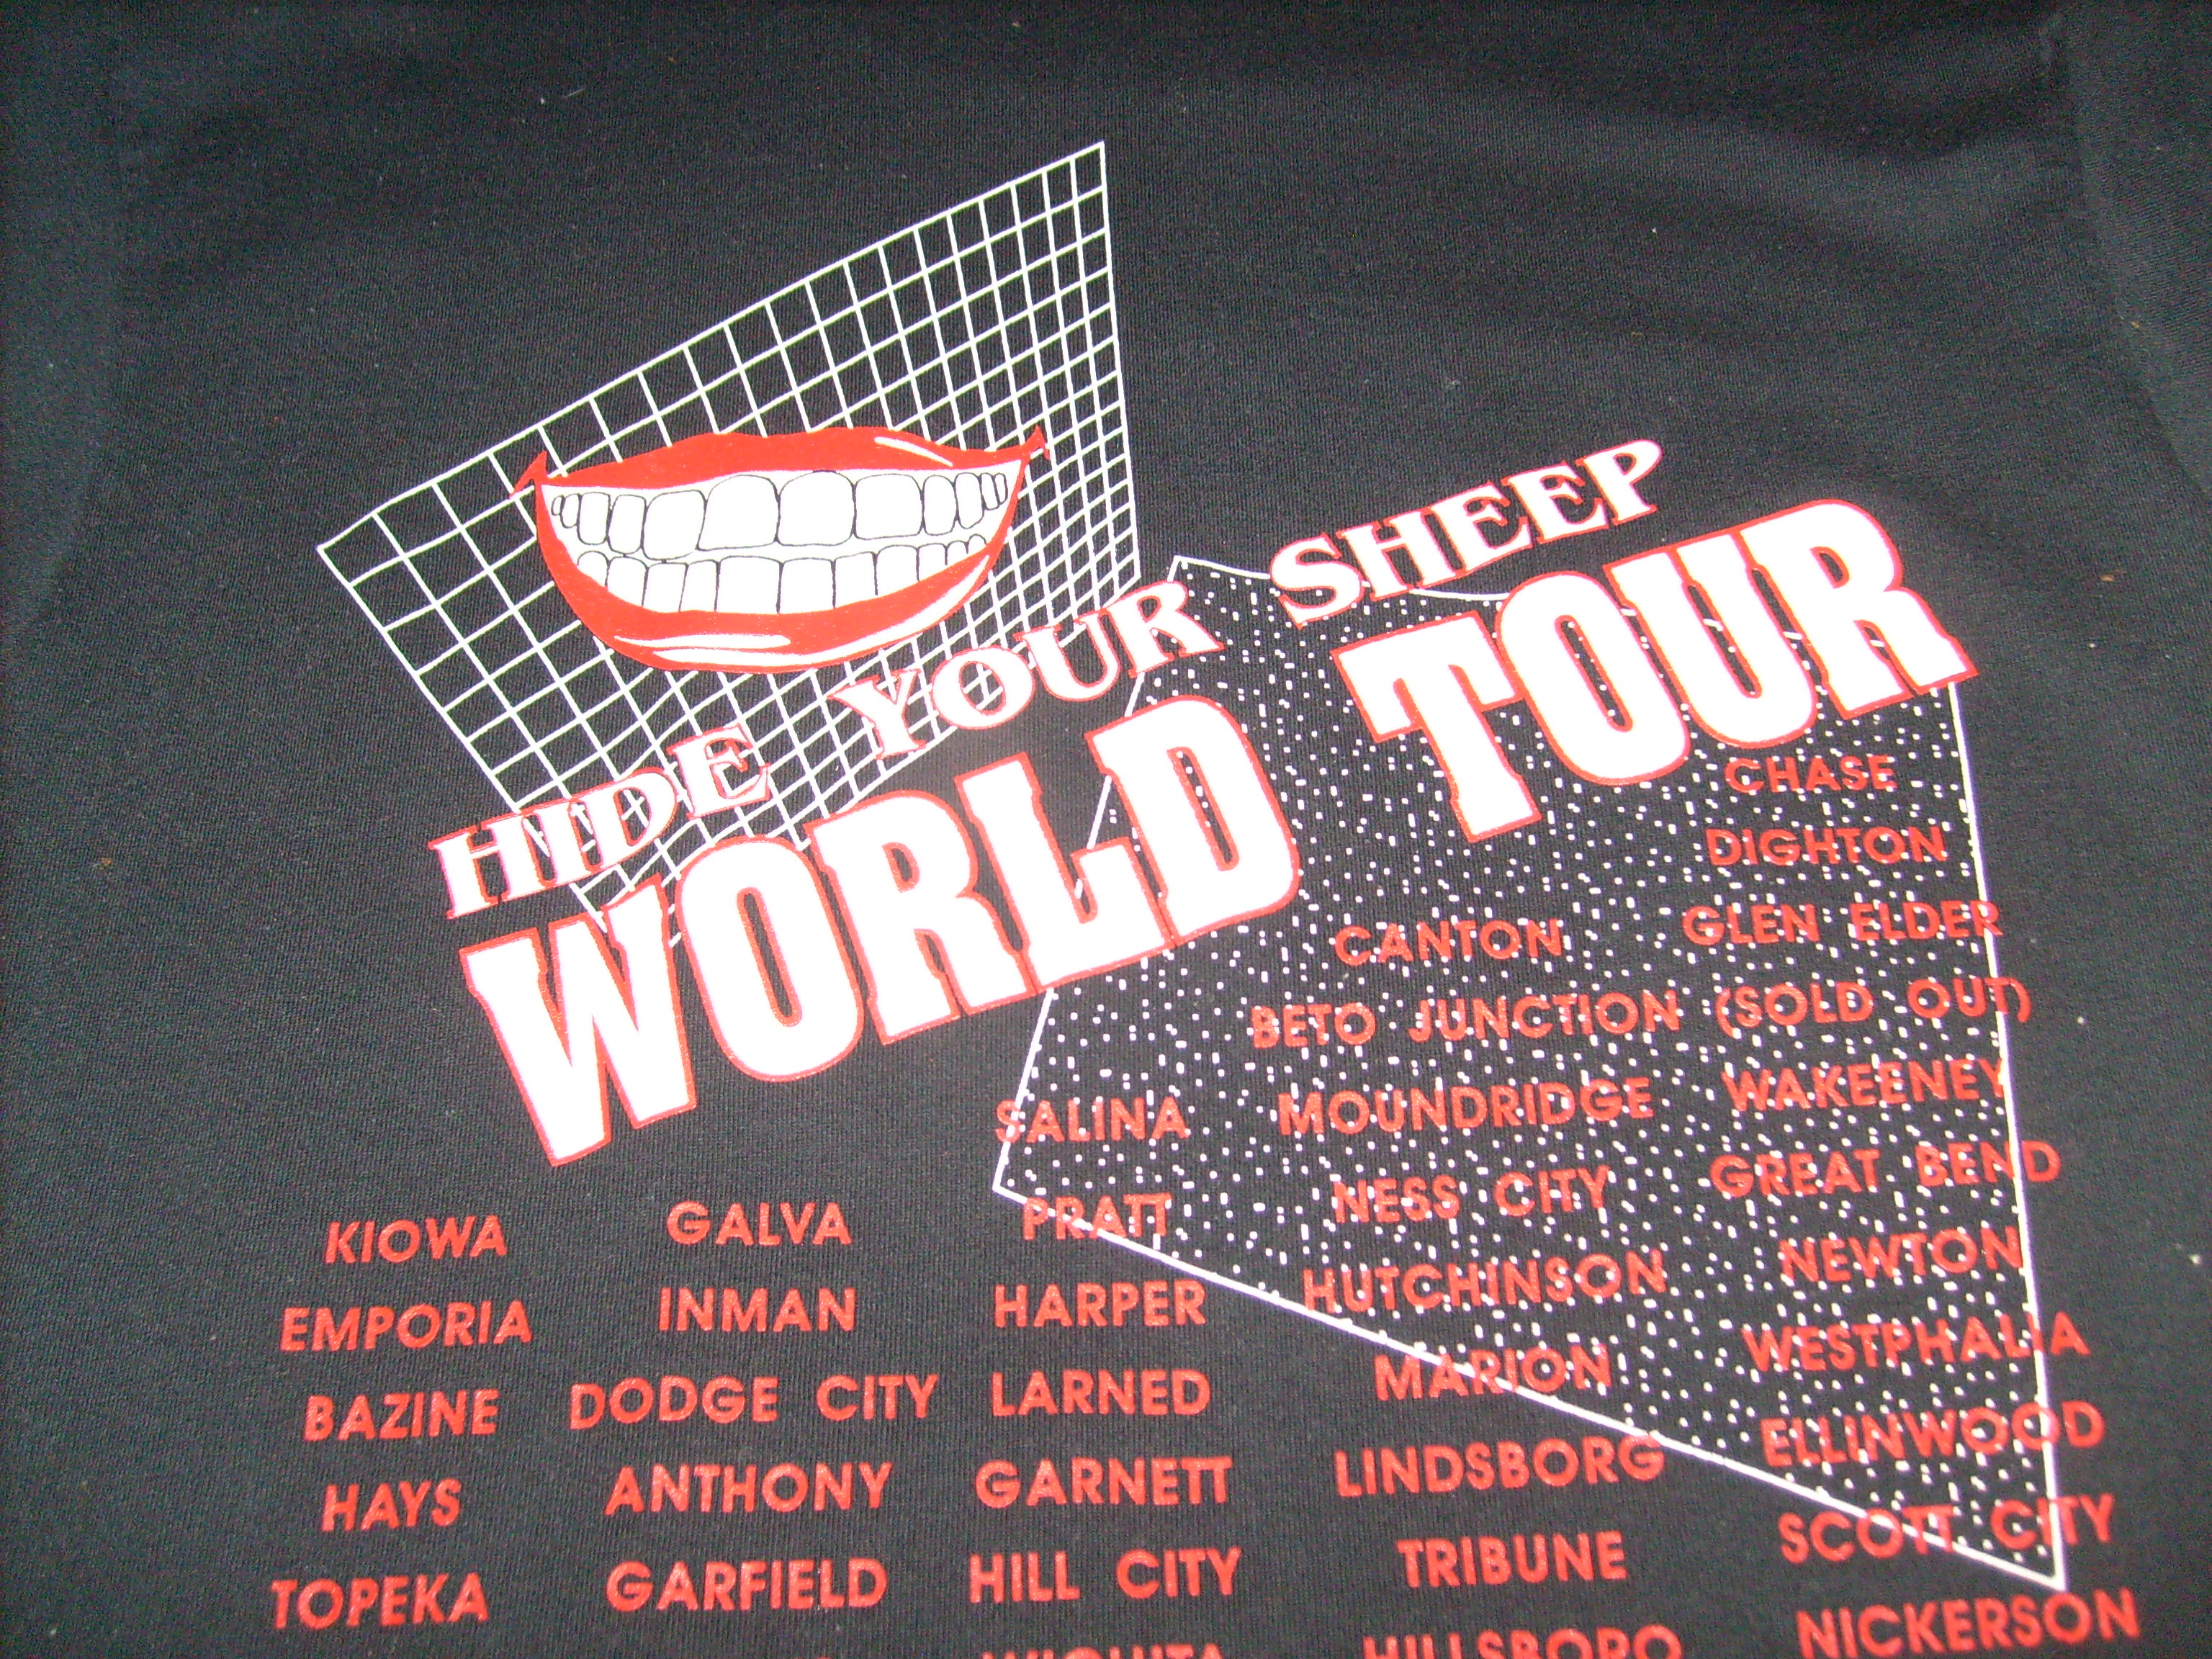 HIDE YOUR SHEEP
WORLD TOUR
KIOWA
EMPORIA
BAZINE
HAYS
TOPEKA
GALVA
INMAN
DODGE CITY
ANTHONY
GARFIELD
SALINA
PRATT
HARPER
LARNED
GARNETT
HILL CITY
WICHITA
CANTON
BETO JUNCTION (SOLD OUT)
MOUNDRIDGE
NESS CITY
HUTCHINSON
MARION
LINDSBORG
TRIBUNE
HILLSBORO
CHASE
DIGHTON
GLEN ELDER
WAKEENEY
GREAT BEND
NEWTON
WESTPHALIA
ELLINWOOD
SCOTT CITY
NICKERSON